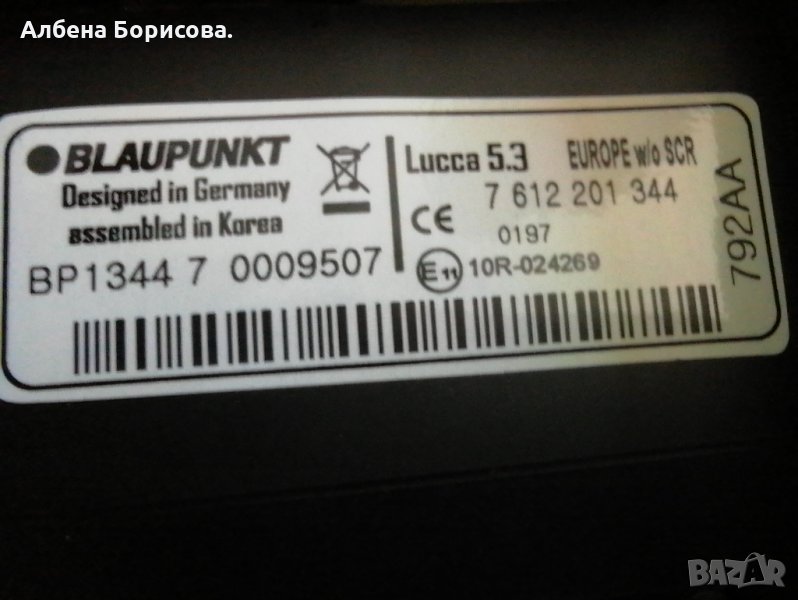 Албена Борисова.
BLAUPUNKT
Designed in Germany
assembled in Korea
BP1344 7 0009507
Lucca 5.3 EUROPE w/o SCR
7 612 201 344
CE 0197
E11 10R-024269
792AA
BAZAR